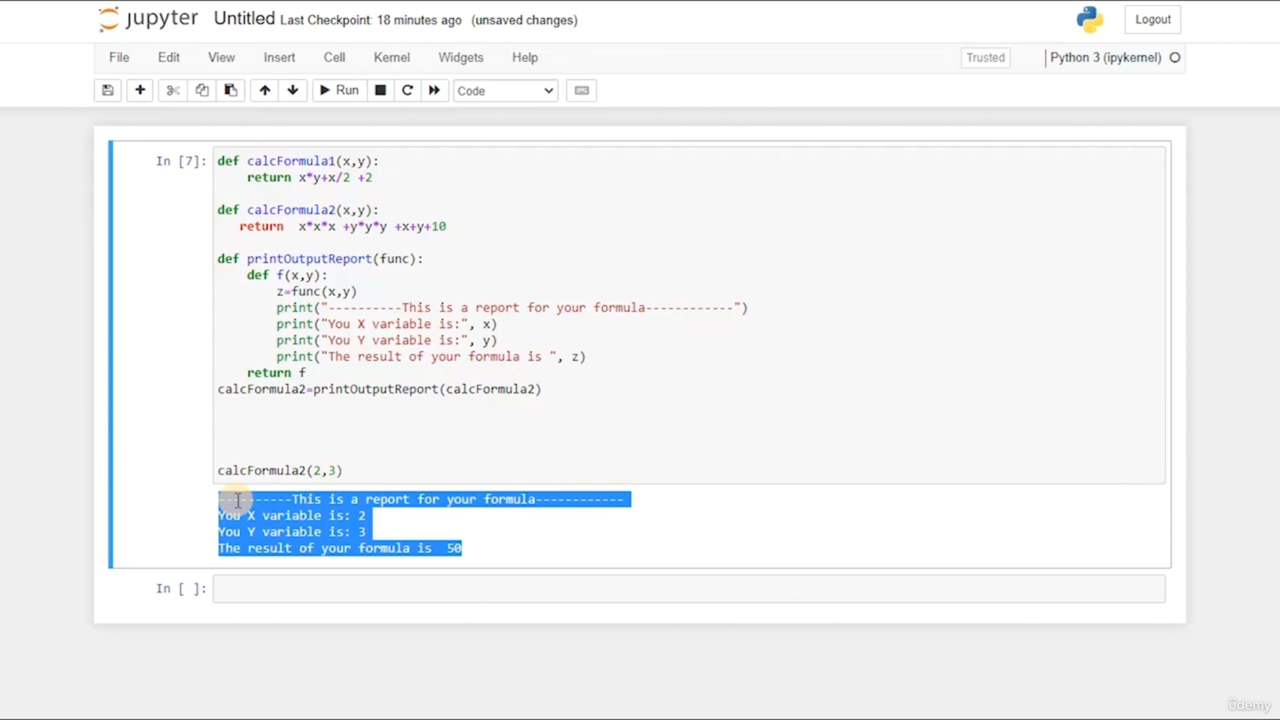 jupyter Untitled Last Checkpoint: 18 minutes ago (unsaved changes) Logout
File Edit View Insert Cell Kernel Widgets Help Trusted Python 3 (ipykernel)
Run Code
In [7]: def calcFormula1(x,y):
return x*y+x/2 +2
def calcFormula2(x,y):
return x*x*x +y*y*y +x+y+10
def printOutputReport(func):
def f(x,y):
z=func(x,y)
print("----------This is a report for your formula------------")
print("You X variable is:", x)
print("You Y variable is:", y)
print("The result of your formula is ", z)
return f
calcFormula2=printOutputReport(calcFormula2)
calcFormula2(2,3)
----------This is a report for your formula------------
You X variable is: 2
You Y variable is: 3
The result of your formula is  50
In [ ]:
ûdemy